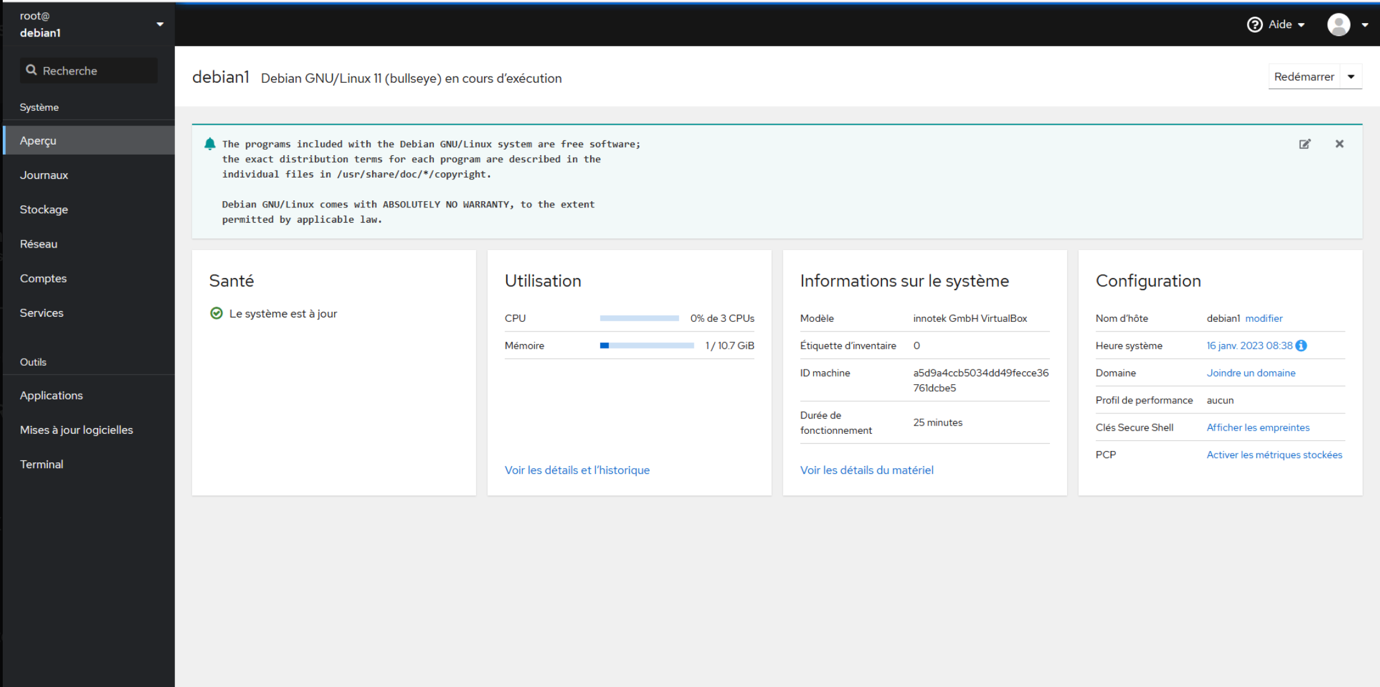 root@
debian1
Aide
Recherche
debian1 Debian GNU/Linux 11 (bullseye) en cours d'exécution
Redémarrer
Système
Aperçu
Journaux
Stockage
Réseau
Comptes
Services
Outils
Applications
Mises à jour logicielles
Terminal
The programs included with the Debian GNU/Linux system are free software;
the exact distribution terms for each program are described in the
individual files in /usr/share/doc/*/copyright.
Debian GNU/Linux comes with ABSOLUTELY NO WARRANTY, to the extent
permitted by applicable law.
Santé
Le système est à jour
Utilisation
CPU 0% de 3 CPUs
Mémoire 1 / 10.7 GiB
Voir les détails et l'historique
Informations sur le système
Modèle innotek GmbH VirtualBox
Étiquette d'inventaire 0
ID machine a5d9a4ccb5034dd49fecce36
761dcbe5
Durée de
fonctionnement 25 minutes
Voir les détails du matériel
Configuration
Nom d'hôte debian1 modifier
Heure système 16 janv. 2023 08:38
Domaine Joindre un domaine
Profil de performance aucun
Clés Secure Shell Afficher les empreintes
PCP Activer les métriques stockées